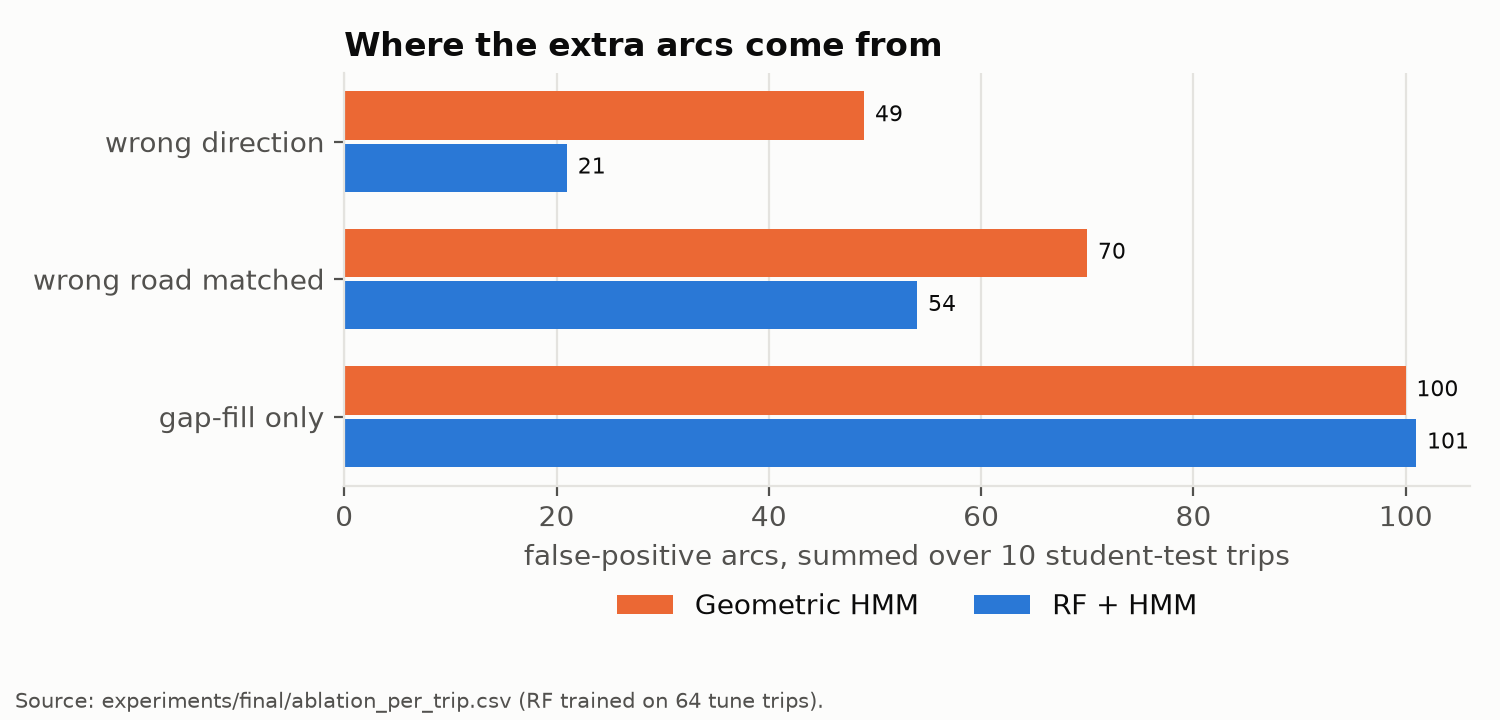 Where the extra arcs come from
wrong direction
49
21
wrong road matched
70
54
gap-fill only
100
101
0 20 40 60 80 100
false-positive arcs, summed over 10 student-test trips
Geometric HMM RF + HMM
Source: experiments/final/ablation_per_trip.csv (RF trained on 64 tune trips).